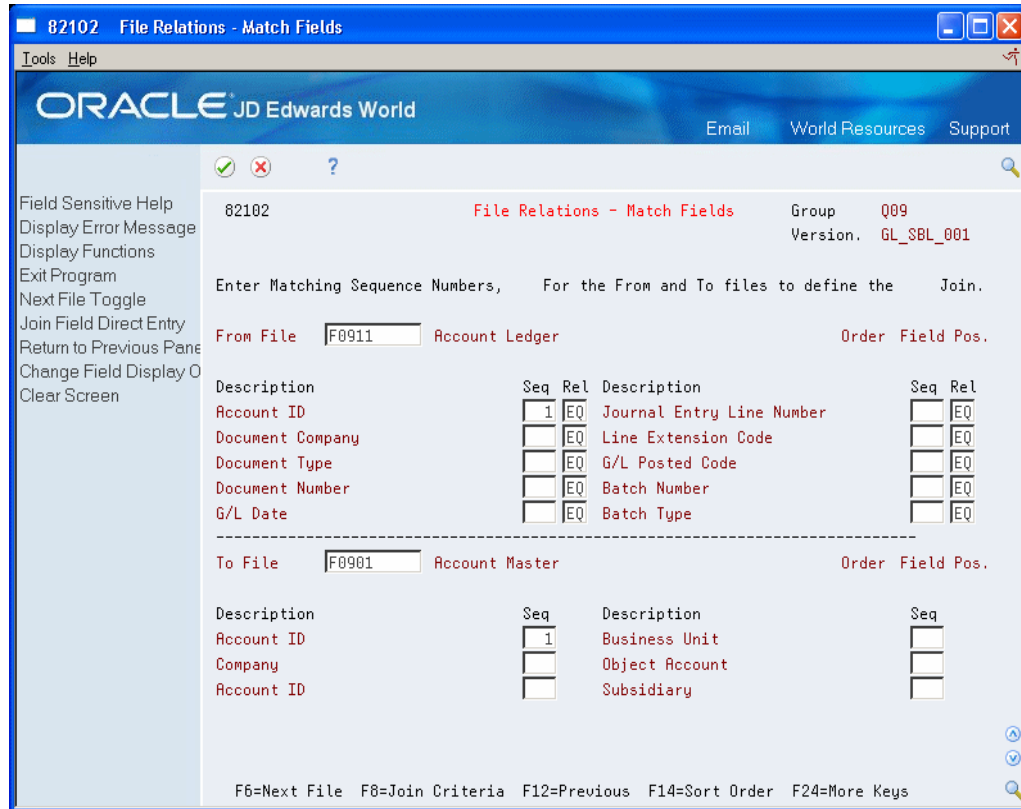 82102 File Relations - Match Fields
Tools Help
ORACLE JD Edwards World
Email World Resources Support
?
Field Sensitive Help
Display Error Message
Display Functions
Exit Program
Next File Toggle
Join Field Direct Entry
Return to Previous Pane
Change Field Display O
Clear Screen
82102 File Relations - Match Fields Group Q09
Version. GL_SBL_001
Enter Matching Sequence Numbers, For the From and To files to define the Join.
From File F0911 Account Ledger Order Field Pos.
Description Seq Rel Description Seq Rel
Account ID 1 EQ Journal Entry Line Number EQ
Document Company EQ Line Extension Code EQ
Document Type EQ G/L Posted Code EQ
Document Number EQ Batch Number EQ
G/L Date EQ Batch Type EQ
To File F0901 Account Master Order Field Pos.
Description Seq Description Seq
Account ID 1 Business Unit
Company Object Account
Account ID Subsidiary
F6=Next File F8=Join Criteria F12=Previous F14=Sort Order F24=More Keys